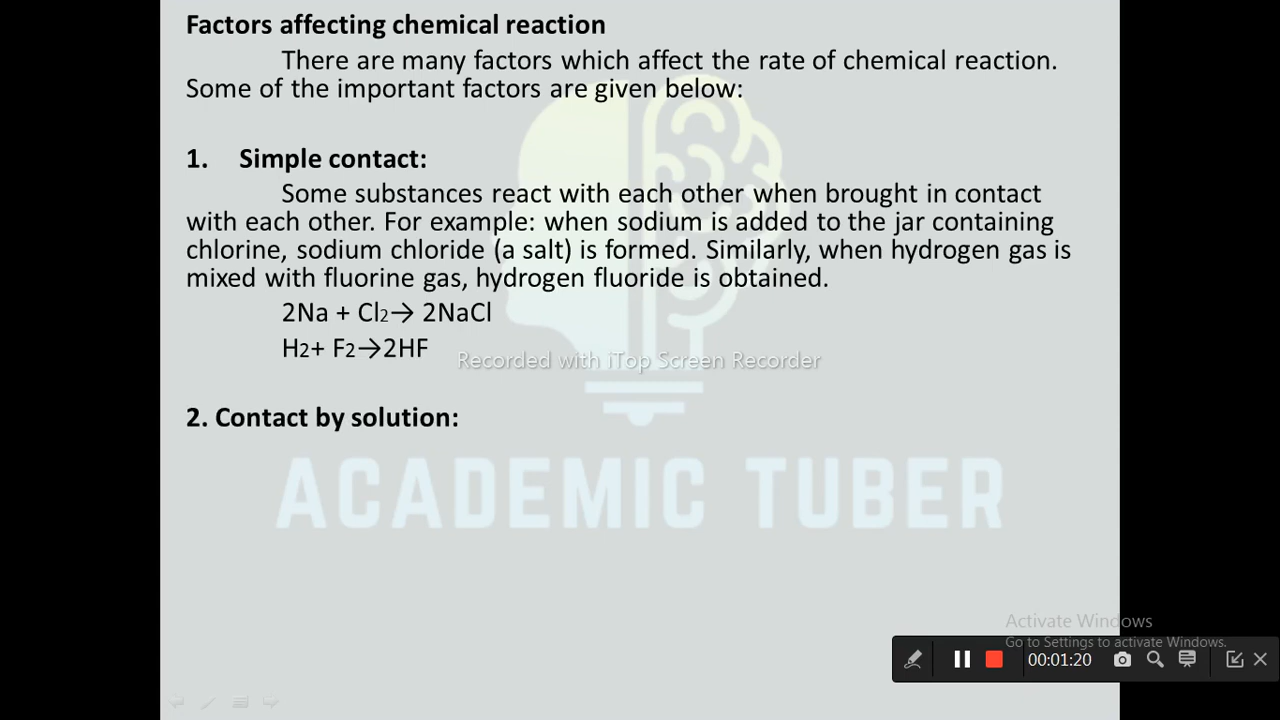 Factors affecting chemical reaction
There are many factors which affect the rate of chemical reaction.
Some of the important factors are given below:
1. Simple contact:
Some substances react with each other when brought in contact
with each other. For example: when sodium is added to the jar containing
chlorine, sodium chloride (a salt) is formed. Similarly, when hydrogen gas is
mixed with fluorine gas, hydrogen fluoride is obtained.
2Na + Cl2→ 2NaCl
H2+ F2→2HF
Recorded with iTop Screen Recorder
2. Contact by solution:
ACADEMIC TUBER
Activate Windows
Go to Settings to activate Windows.
00:01:20